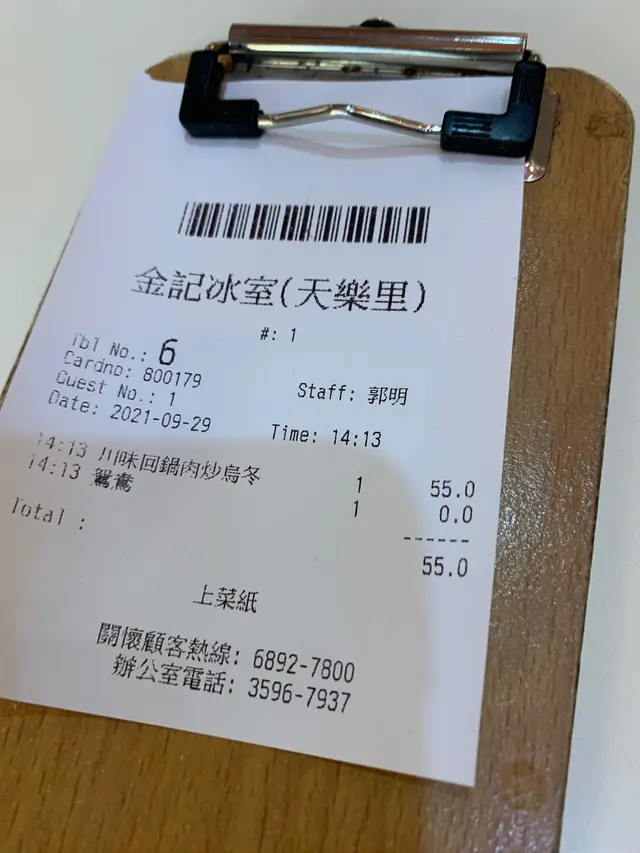 金記冰室(天樂里)
#: 1
Tbl No.: 6
Cardno: 800179
Guest No.: 1 Staff: 郭明
Date: 2021-09-29 Time: 14:13
14:13 川味回鍋肉炒烏冬 1 55.0
14:13 鴛鴦 1 0.0
------
Total : 55.0
上菜紙
關懷顧客熱線: 6892-7800
辦公室電話: 3596-7937